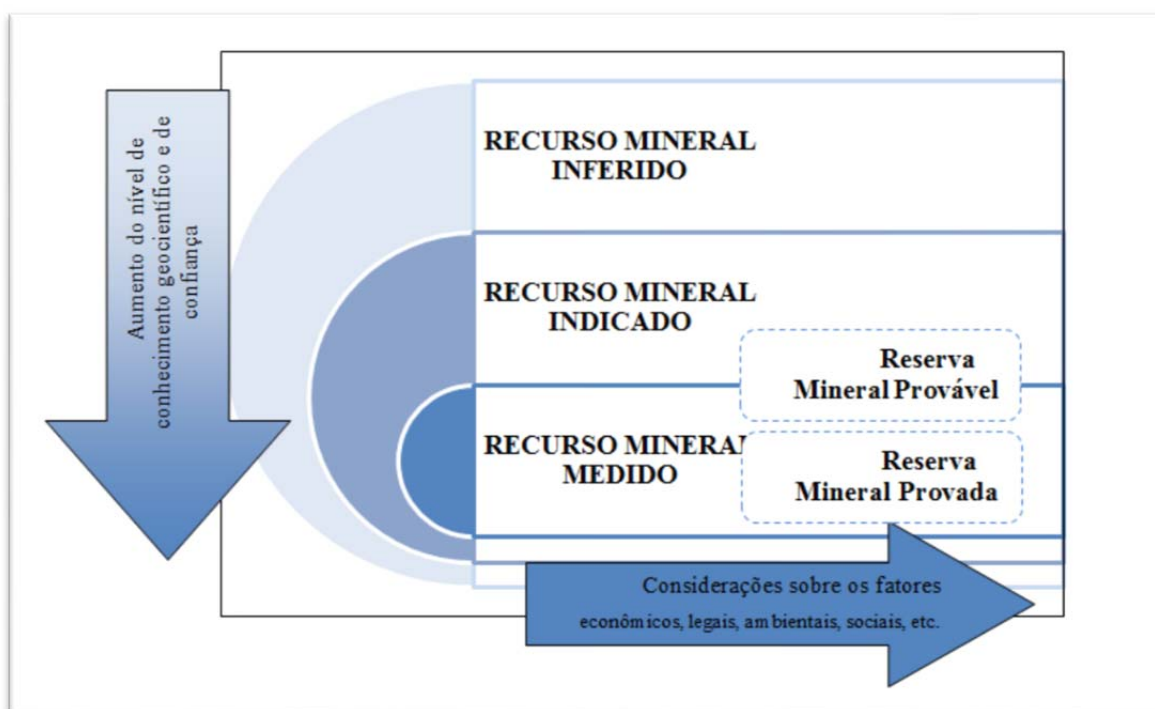 Aumento do nível de
conhecimento geocientífico e de
confiança
RECURSO MINERAL
INFERIDO
RECURSO MINERAL
INDICADO
Reserva
Mineral Provável
RECURSO MINERAL
MEDIDO
Reserva
Mineral Provada
Considerações sobre os fatores
econômicos, legais, ambientais, sociais, etc.